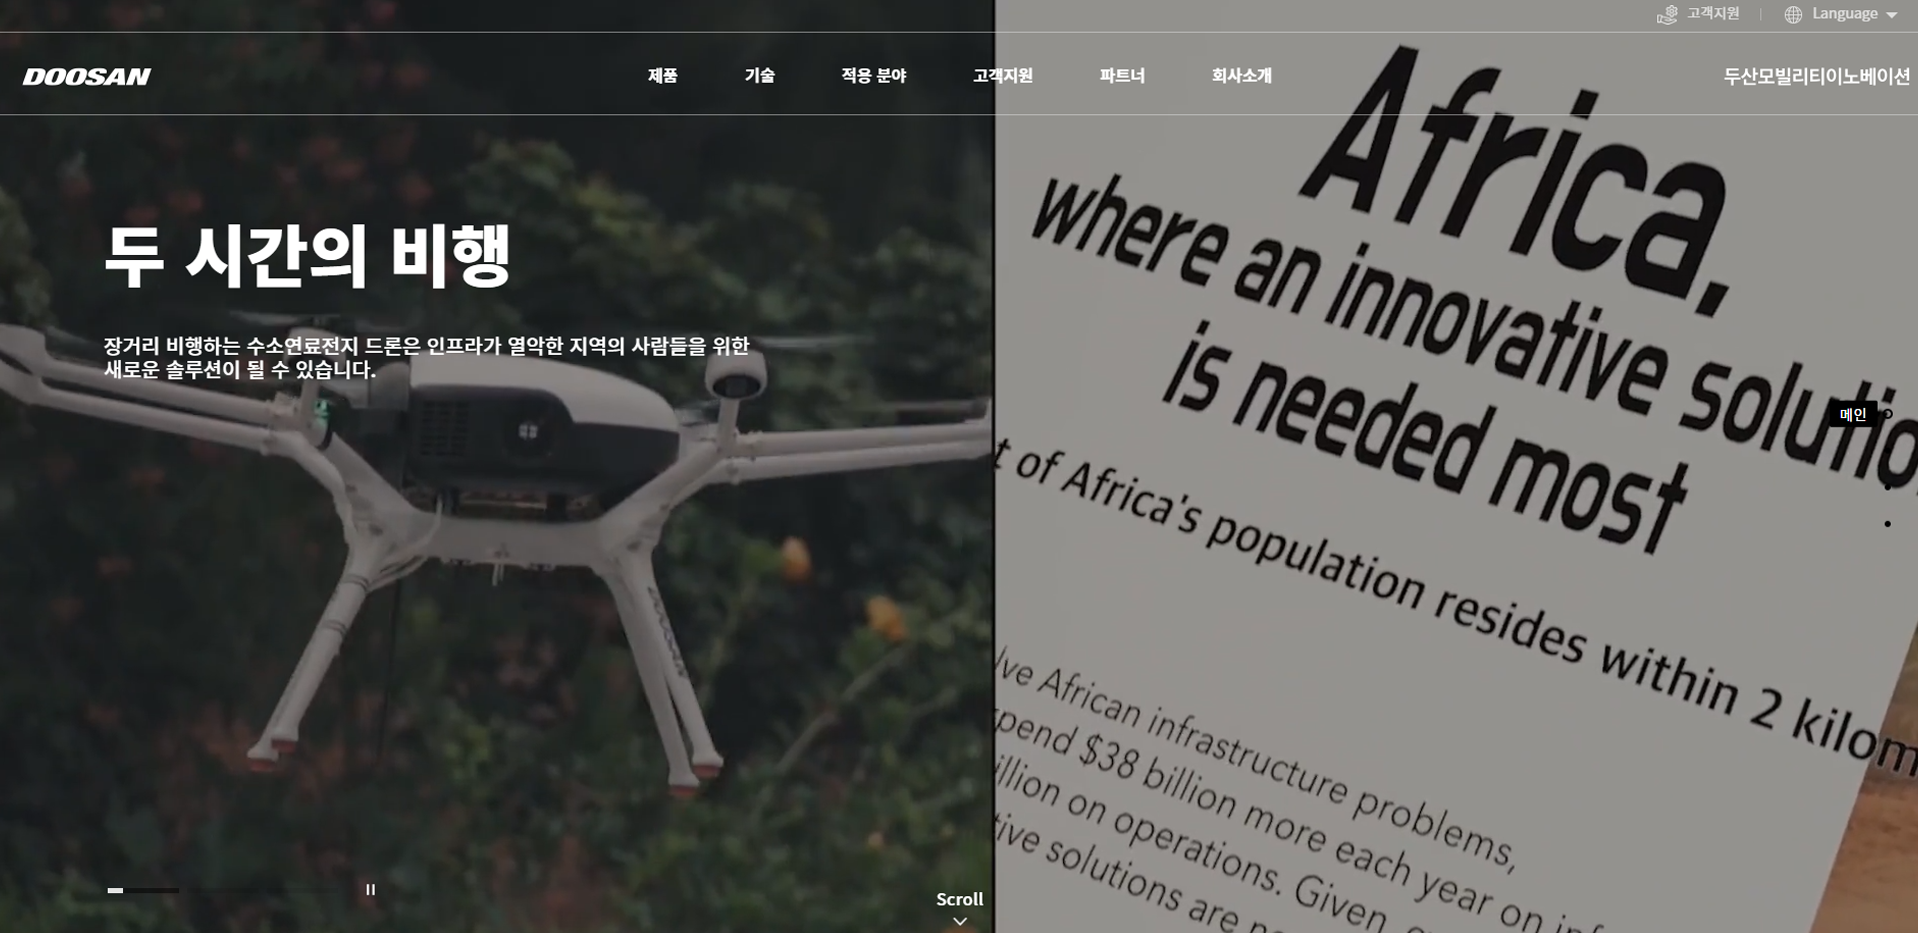 고객지원
Language
DOOSAN
제품
기술
적용 분야
고객지원
파트너
회사소개
두산모빌리티이노베이션
두 시간의 비행
장거리 비행하는 수소연료전지 드론은 인프라가 열악한 지역의 사람들을 위한
새로운 솔루션이 될 수 있습니다.
DOOSAN
Africa.
where an innovative solutio
is needed most
메인
t of Africa's population resides within 2 kilom
lve African infrastructure problems,
pend $38 billion more each year on inf
illion on operations. Given
tive solutions are
Scroll